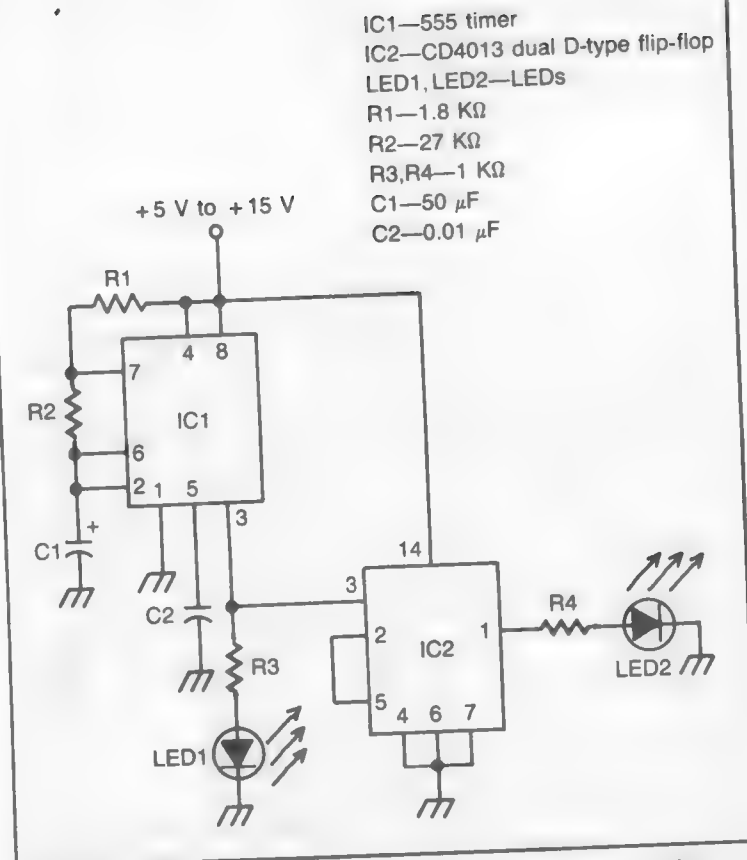 IC1—555 timer
IC2—CD4013 dual D-type flip-flop
LED1, LED2—LEDs
R1—1.8 KΩ
R2—27 KΩ
R3,R4—1 KΩ
C1—50 μF
C2—0.01 μF
+5 V to +15 V
R1
4 8
7
R2
IC1
6
2 1 5
3
C1 +
C2
14
3
R3
2
IC2
1
R4
5
4 6 7
LED2
LED1